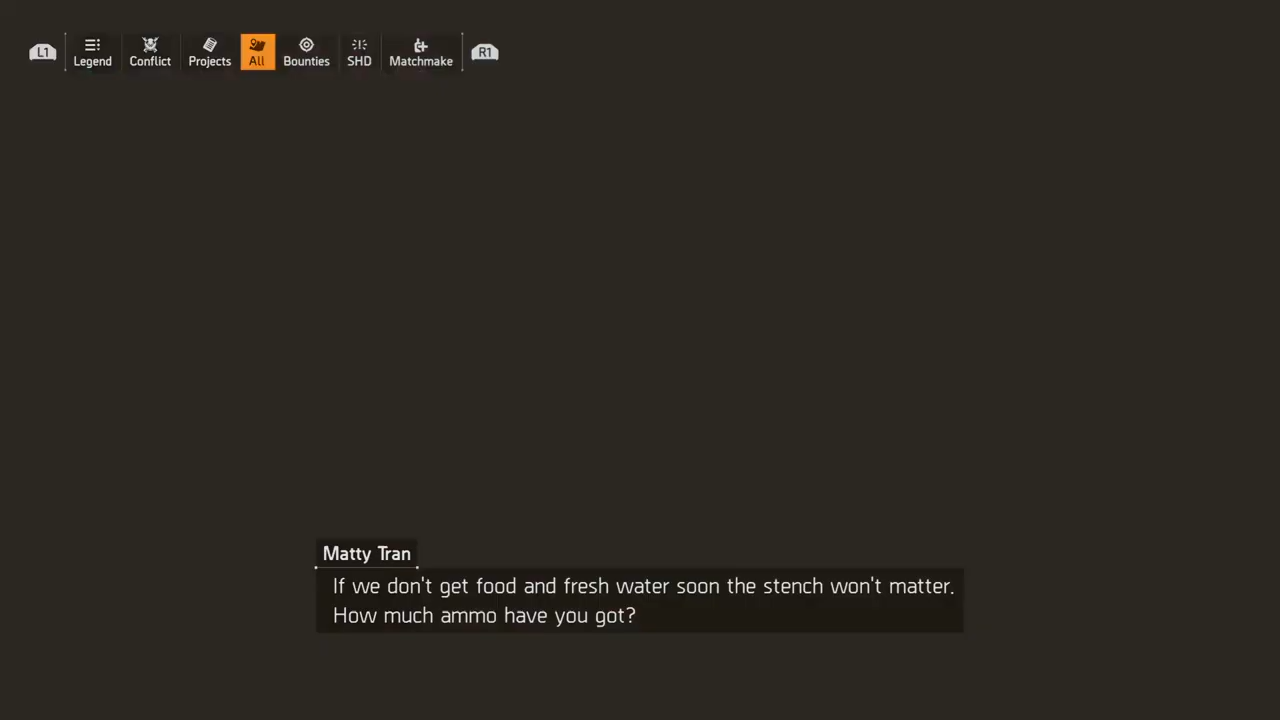 L1 Legend Conflict Projects All Bounties SHD Matchmake R1
Matty Tran
If we don't get food and fresh water soon the stench won't matter.
How much ammo have you got?